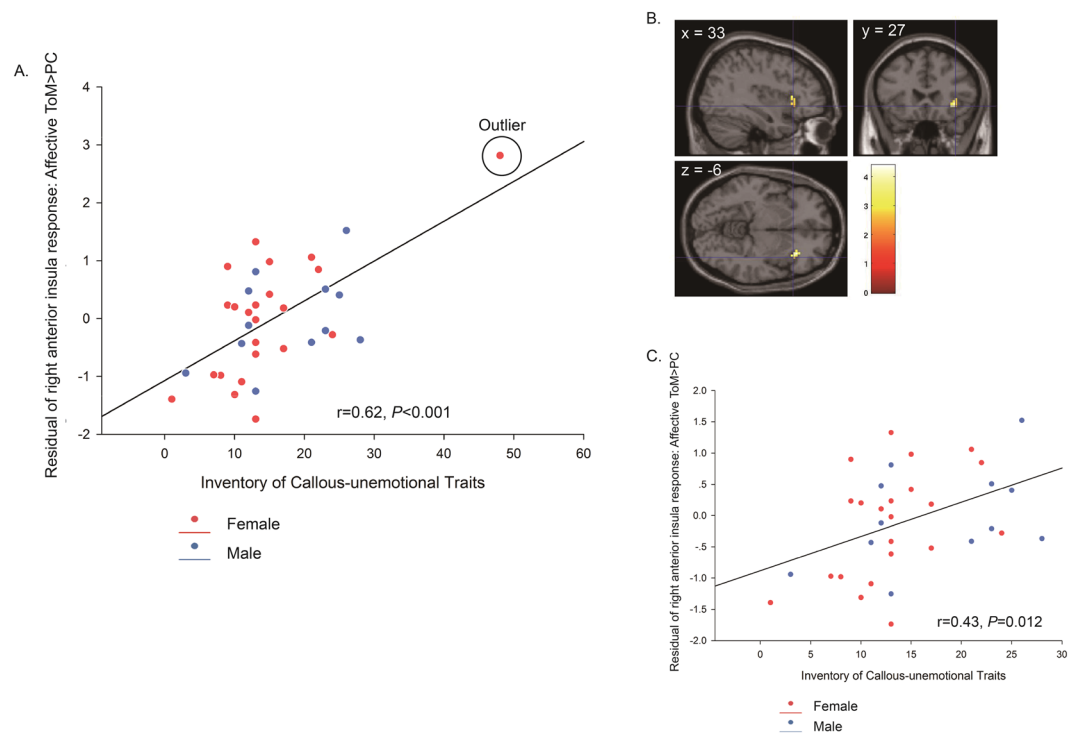 A.
Residual of right anterior insula response: Affective ToM>PC
4
3
2
1
0
-1
-2
Outlier
r=0.62, P<0.001
0 10 20 30 40 50 60
Inventory of Callous-unemotional Traits
Female
Male
B.
x = 33
y = 27
z = -6
4
3
2
1
0
C.
Residual of right anterior insula response: Affective ToM>PC
2.0
1.5
1.0
.5
0.0
-.5
-1.0
-1.5
-2.0
r=0.43, P=0.012
0 5 10 15 20 25 30
Inventory of Callous-unemotional Traits
Female
Male